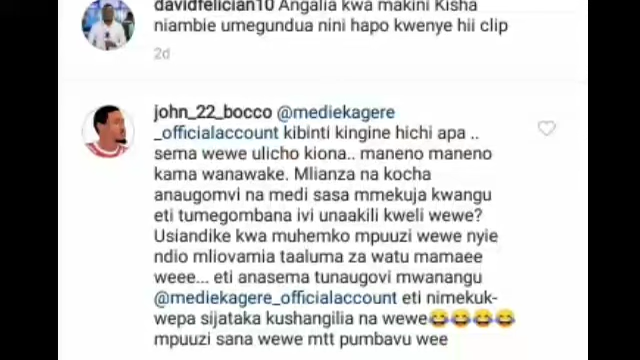 davidfelician10 Angalia kwa makini Kisha
niambie umegundua nini hapo kwenye hii clip
2d
john_22_bocco @mediekagere
_officialaccount kibinti kingine hichi apa ..
sema wewe ulicho kiona.. maneno maneno
kama wanawake. Mlianza na kocha
anaugomvi na medi sasa mmekuja kwangu
eti tumegombana ivi unaakili kweli wewe?
Usiandike kwa muhemko mpuuzi wewe nyie
ndio mliovamia taaluma za watu mamaee
weee... eti anasema tunaugovi mwanangu
@mediekagere_officialaccount eti nimekuk-
wepa sijataka kushangilia na wewe😂😂😂😂
mpuuzi sana wewe mtt pumbavu wee